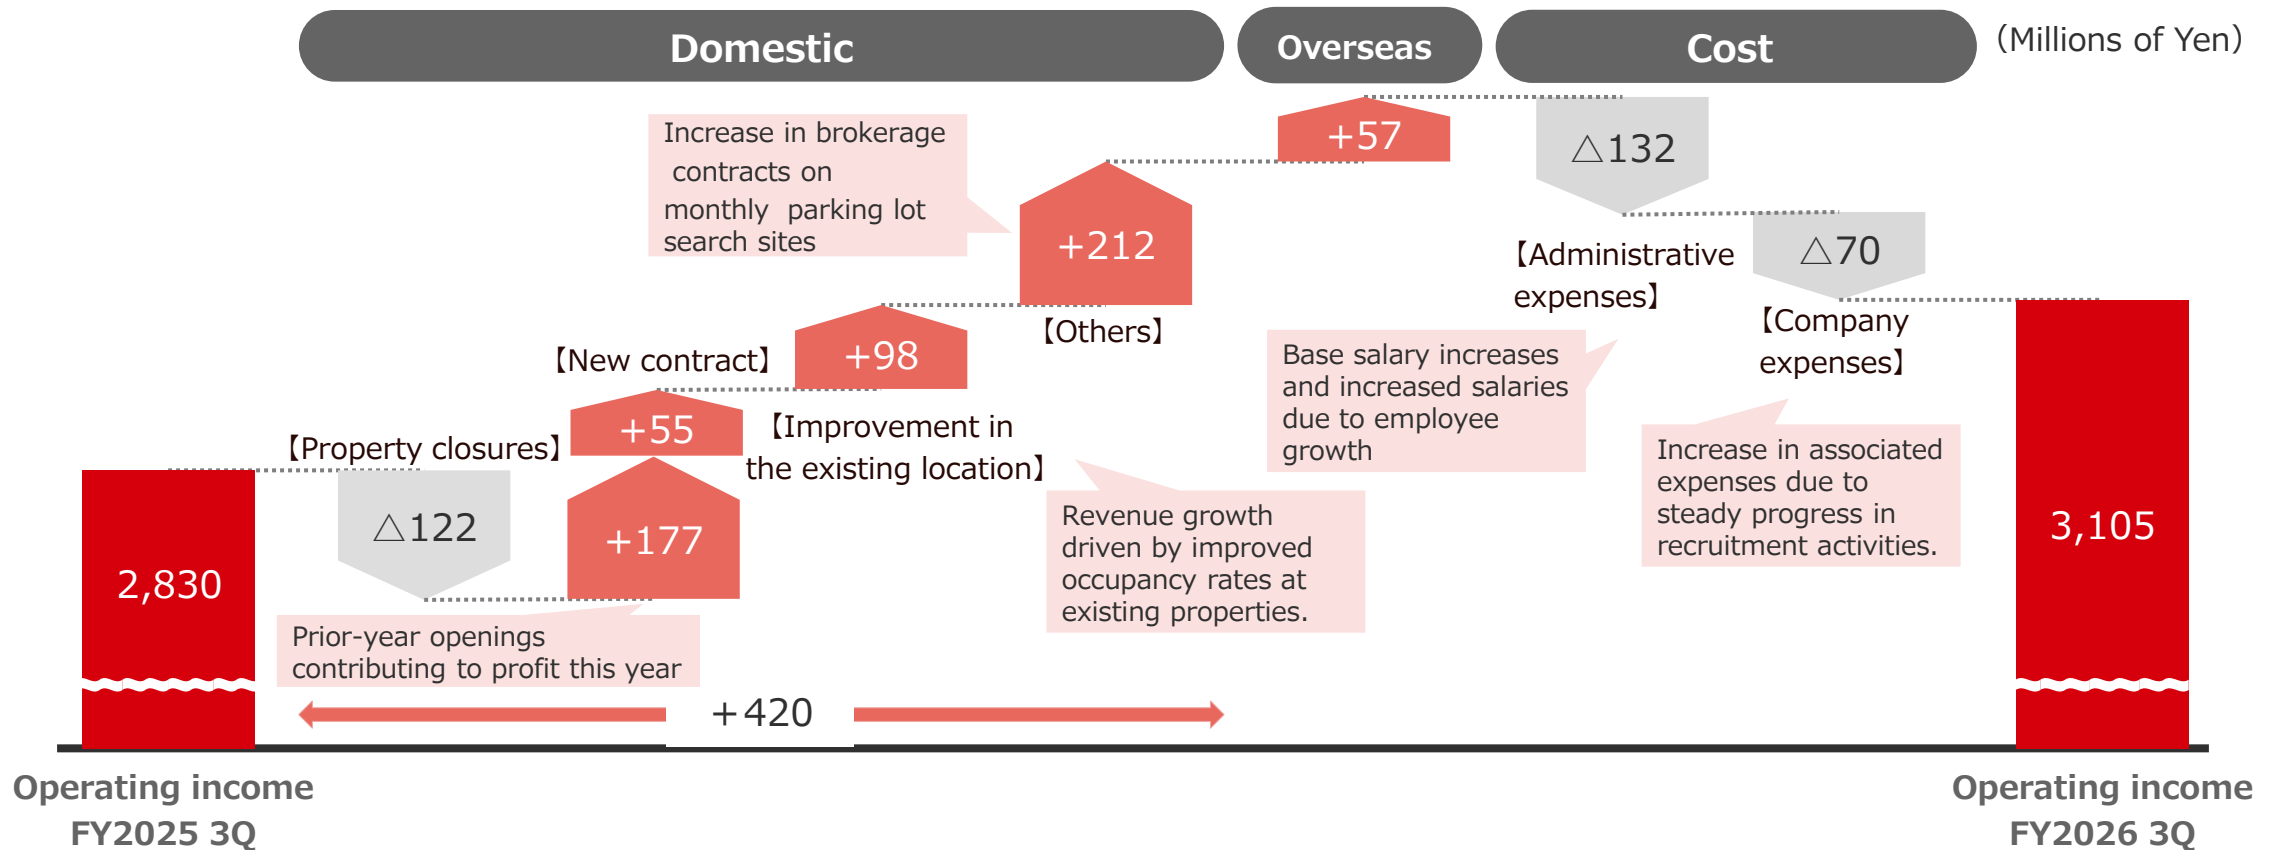 Domestic
Overseas
Cost
（Millions of Yen）
Increase in brokerage
contracts on
monthly  parking lot
search sites
+57
△132
+212
【Administrative
expenses】
△70
【Others】
【Company
expenses】
【New contract】
+98
Base salary increases
and increased salaries
due to employee
growth
+55
【Improvement in
the existing location】
【Property closures】
Increase in associated
expenses due to
steady progress in
recruitment activities.
△122
+177
Revenue growth
driven by improved
occupancy rates at
existing properties.
2,830
3,105
Prior-year openings
contributing to profit this year
+420
Operating income
FY2025 3Q
Operating income
FY2026 3Q